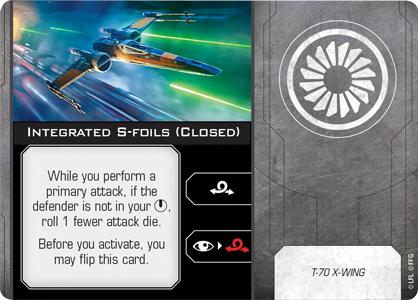 Integrated S-foils (Closed)
While you perform a
primary attack, if the
defender is not in your ,
roll 1 fewer attack die.
Before you activate, you
may flip this card.
T-70 X-WING
©LFL ©FFG